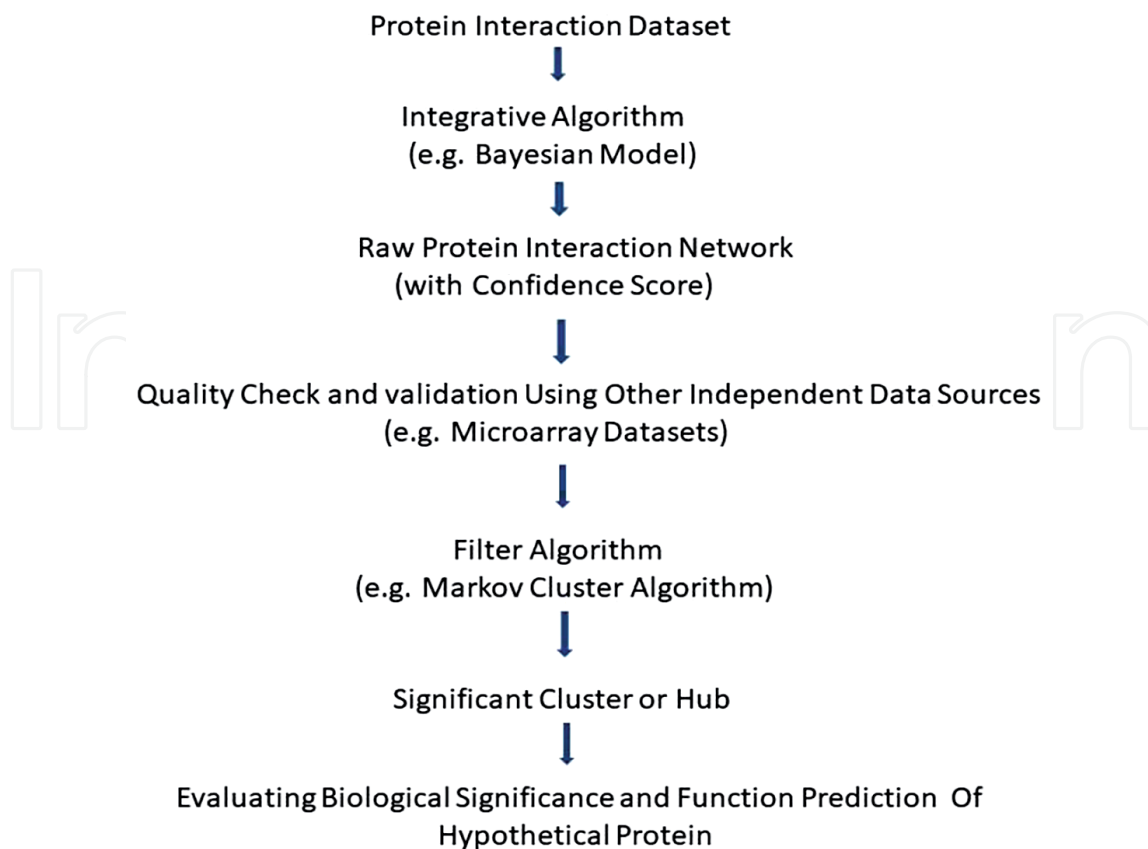 Protein Interaction Dataset
Integrative Algorithm
(e.g. Bayesian Model)
Raw Protein Interaction Network
(with Confidence Score)
Quality Check and validation Using Other Independent Data Sources
(e.g. Microarray Datasets)
Filter Algorithm
(e.g. Markov Cluster Algorithm)
Significant Cluster or Hub
Evaluating Biological Significance and Function Prediction Of
Hypothetical Protein